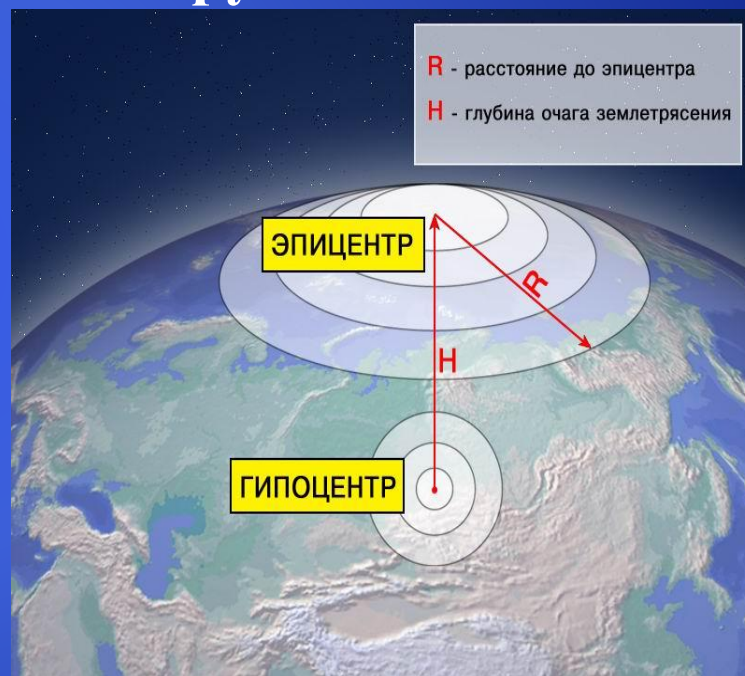 R - расстояние до эпицентра
H - глубина очага землетрясения
ЭПИЦЕНТР
R
H
ГИПОЦЕНТР